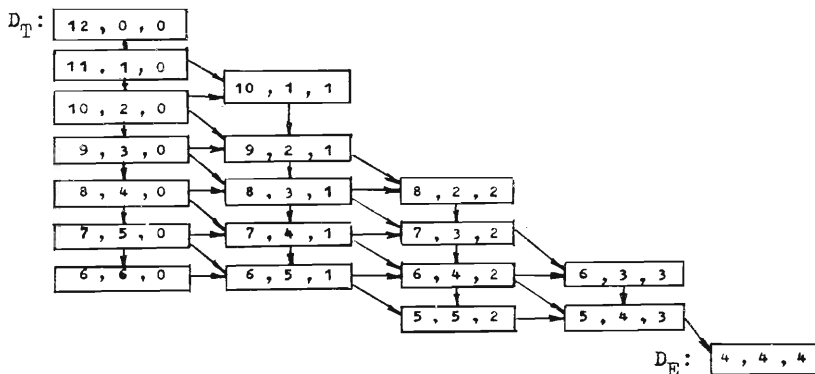 D_T: 12, 0, 0
11, 1, 0
10, 1, 1
10, 2, 0
9, 3, 0
9, 2, 1
8, 4, 0
8, 3, 1
8, 2, 2
7, 5, 0
7, 4, 1
7, 3, 2
6, 6, 0
6, 5, 1
6, 4, 2
6, 3, 3
5, 5, 2
5, 4, 3
D_E: 4, 4, 4